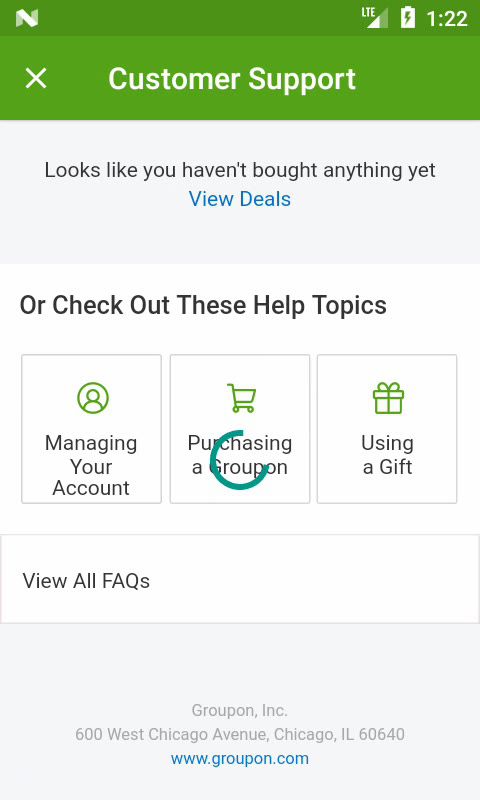 LTE 1:22
Customer Support
Looks like you haven't bought anything yet
View Deals
Or Check Out These Help Topics
Managing
Your
Account
Purchasing
a Groupon
Using
a Gift
View All FAQs
Groupon, Inc.
600 West Chicago Avenue, Chicago, IL 60640
www.groupon.com